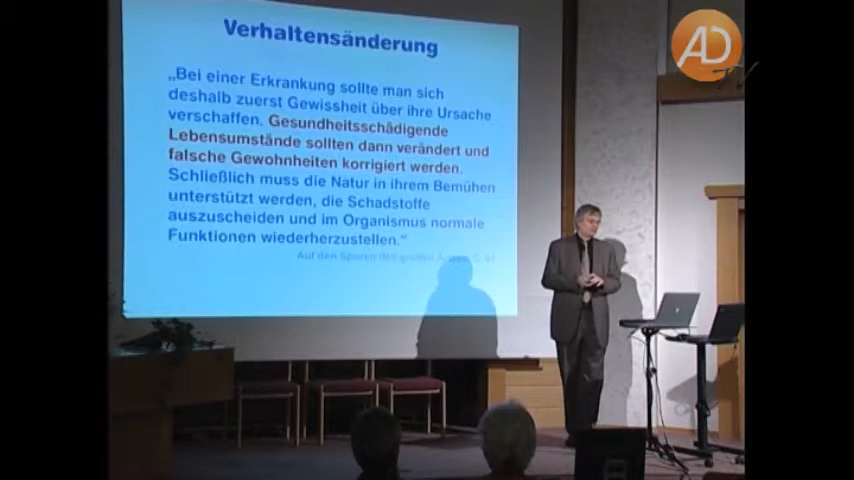 AD
TV
Verhaltensänderung
„Bei einer Erkrankung sollte man sich
deshalb zuerst Gewissheit über ihre Ursache
verschaffen. Gesundheitsschädigende
Lebensumstände sollten dann verändert und
falsche Gewohnheiten korrigiert werden.
Schließlich muss die Natur in ihrem Bemühen
unterstützt werden, die Schadstoffe
auszuscheiden und im Organismus normale
Funktionen wiederherzustellen.“
Auf den Spuren des großen Arztes,